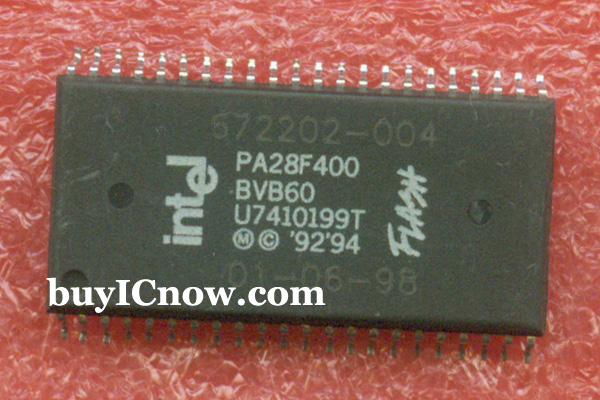 672202-004
intel
PA28F400
BVB60
U7410199T
Ⓜ © '92'94
FLASH
01-06-98
buyICnow.com